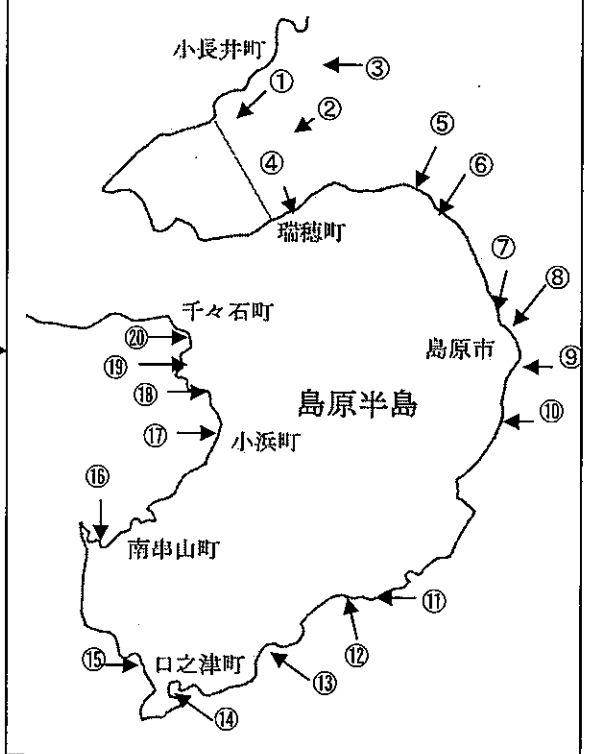 小長井町
③
①
②
⑤
④
⑥
瑞穂町
⑦
⑧
千々石町
⑳
島原市
⑨
⑲
⑱
島原半島
⑩
⑰
小浜町
⑯
南串山町
⑪
⑫
⑮
口之津町
⑬
⑭